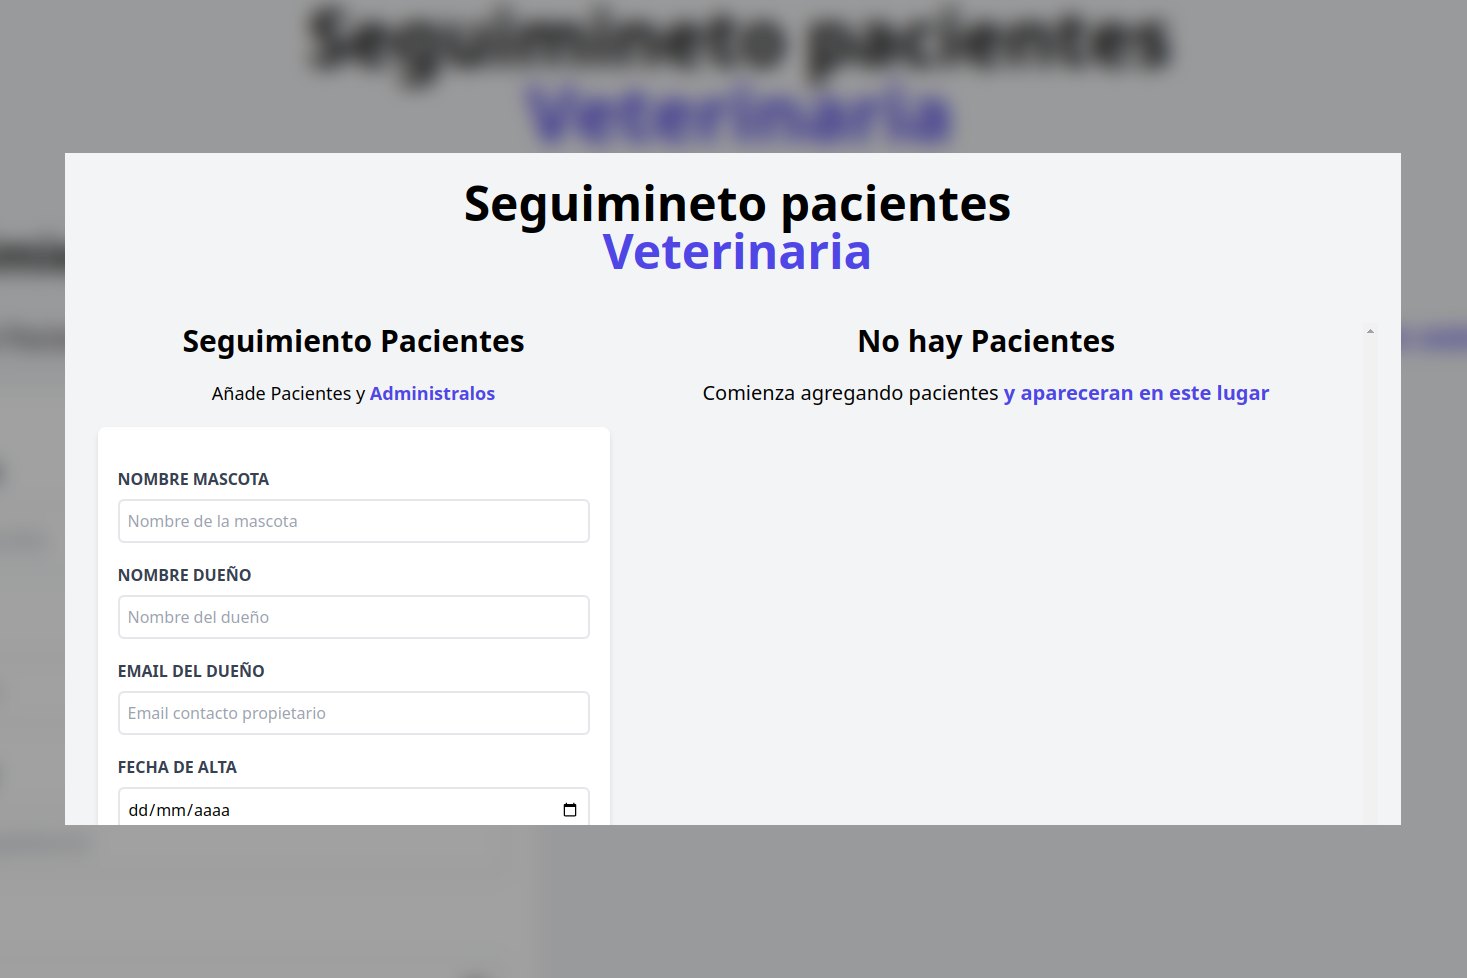 Seguimineto pacientes
Veterinaria
Seguimineto pacientes
Veterinaria
Seguimiento Pacientes
Añade Pacientes y Administralos
NOMBRE MASCOTA
Nombre de la mascota
NOMBRE DUEÑO
Nombre del dueño
EMAIL DEL DUEÑO
Email contacto propietario
FECHA DE ALTA
dd/mm/aaaa
No hay Pacientes
Comienza agregando pacientes y apareceran en este lugar